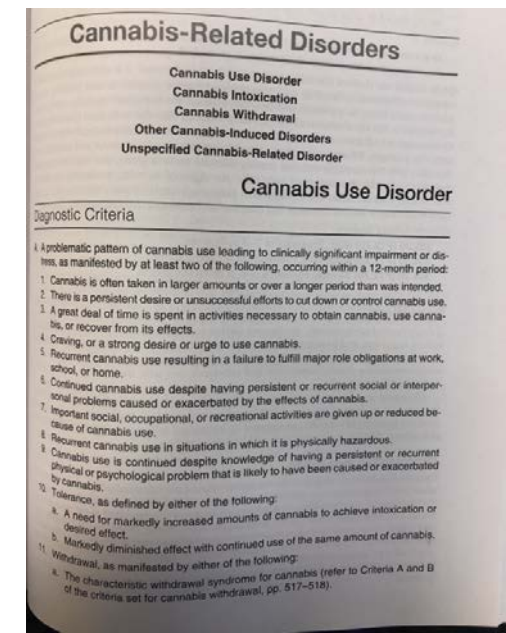 Cannabis-Related Disorders
Cannabis Use Disorder
Cannabis Intoxication
Cannabis Withdrawal
Other Cannabis-Induced Disorders
Unspecified Cannabis-Related Disorder
Cannabis Use Disorder
Diagnostic Criteria
A. A problematic pattern of cannabis use leading to clinically significant impairment or dis-
tress, as manifested by at least two of the following, occurring within a 12-month period:
1. Cannabis is often taken in larger amounts or over a longer period than was intended.
2. There is a persistent desire or unsuccessful efforts to cut down or control cannabis use.
3. A great deal of time is spent in activities necessary to obtain cannabis, use canna-
bis, or recover from its effects.
4. Craving, or a strong desire or urge to use cannabis.
5. Recurrent cannabis use resulting in a failure to fulfill major role obligations at work,
school, or home.
6. Continued cannabis use despite having persistent or recurrent social or interper-
sonal problems caused or exacerbated by the effects of cannabis.
7. Important social, occupational, or recreational activities are given up or reduced be-
cause of cannabis use.
8. Recurrent cannabis use in situations in which it is physically hazardous.
9. Cannabis use is continued despite knowledge of having a persistent or recurrent
physical or psychological problem that is likely to have been caused or exacerbated
by cannabis.
10. Tolerance, as defined by either of the following:
a. A need for markedly increased amounts of cannabis to achieve intoxication or
desired effect.
b. Markedly diminished effect with continued use of the same amount of cannabis.
11. Withdrawal, as manifested by either of the following:
a. The characteristic withdrawal syndrome for cannabis (refer to Criteria A and B
of the criteria set for cannabis withdrawal, pp. 517–518).